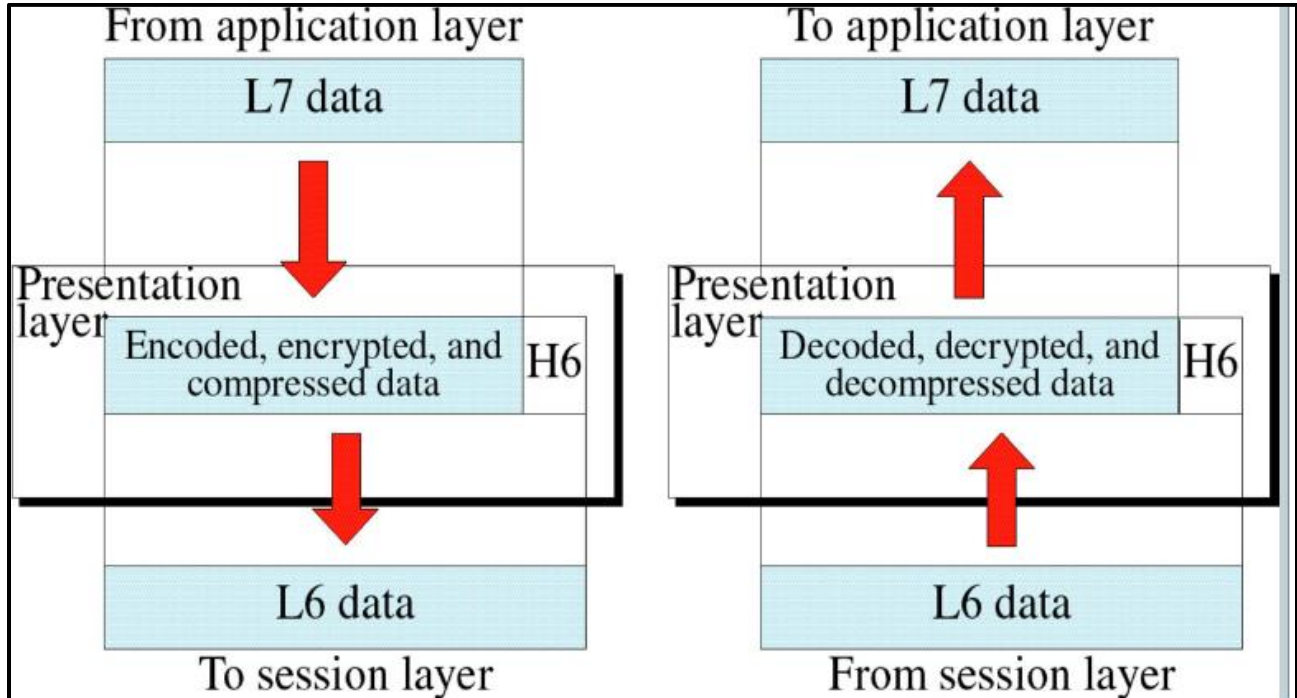 From application layer
L7 data
Presentation
layer
Encoded, encrypted, and
compressed data
H6
L6 data
To session layer
To application layer
L7 data
Presentation
layer
Decoded, decrypted, and
decompressed data
H6
L6 data
From session layer